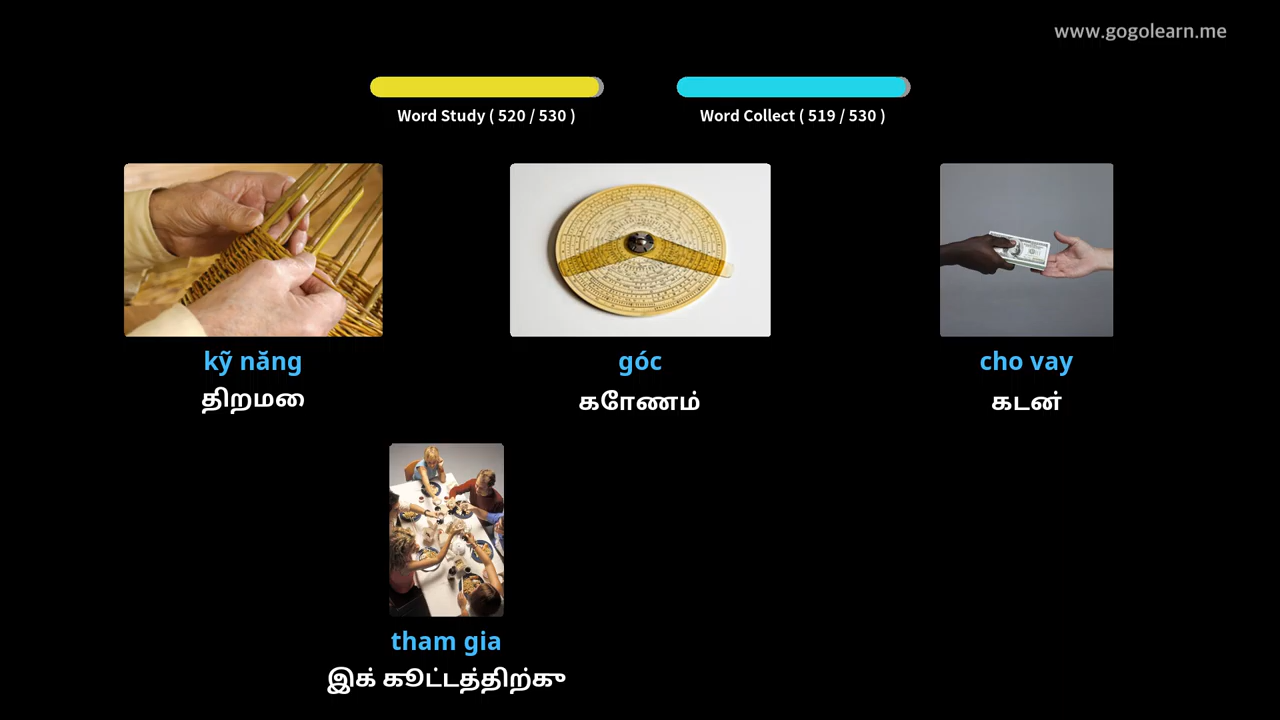 www.gogolearn.me
Word Study ( 520 / 530 )
Word Collect ( 519 / 530 )
kỹ năng
திறமை
góc
கோணம்
cho vay
கடன்
tham gia
இக் கூட்டத்திற்கு